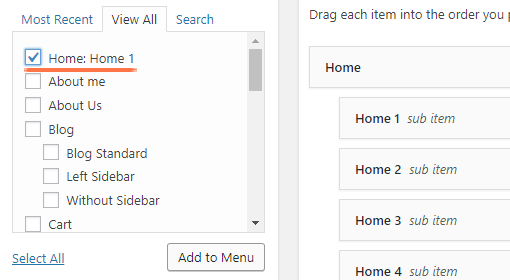 Most Recent
View All
Search
Home: Home 1
About me
About Us
Blog
Blog Standard
Left Sidebar
Without Sidebar
Cart
Select All
Add to Menu
Drag each item into the order you
Home
Home 1 sub item
Home 2 sub item
Home 3 sub item
Home 4 sub item